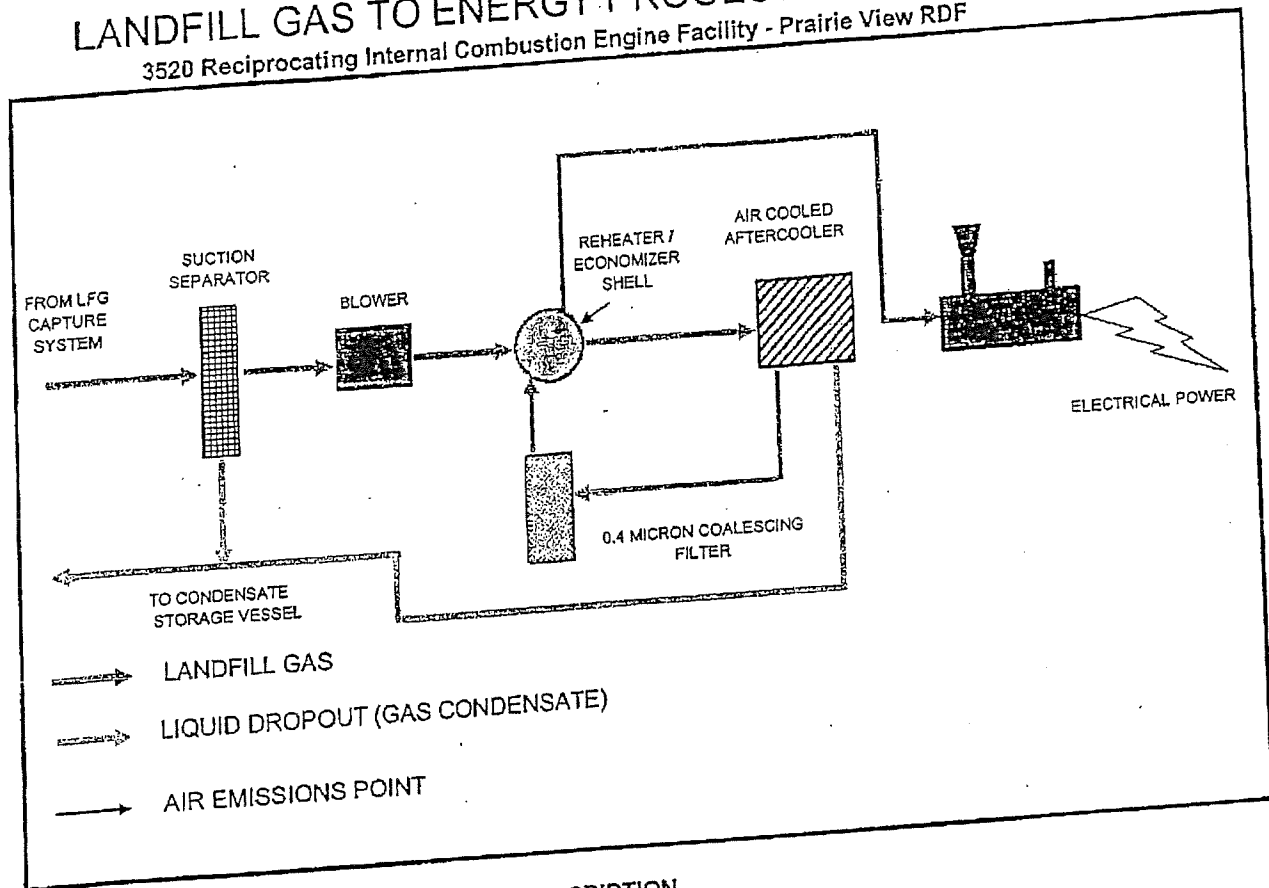 LANDFILL GAS TO ENERGY
3520 Reciprocating Internal Combustion Engine Facility - Prairie View RDF
SUCTION
SEPARATOR
FROM LFG
CAPTURE
SYSTEM
BLOWER
REHEATER /
ECONOMIZER
SHELL
AIR COOLED
AFTERCOOLER
ELECTRICAL POWER
0.4 MICRON COALESCING
FILTER
TO CONDENSATE
STORAGE VESSEL
LANDFILL GAS
LIQUID DROPOUT (GAS CONDENSATE)
AIR EMISSIONS POINT